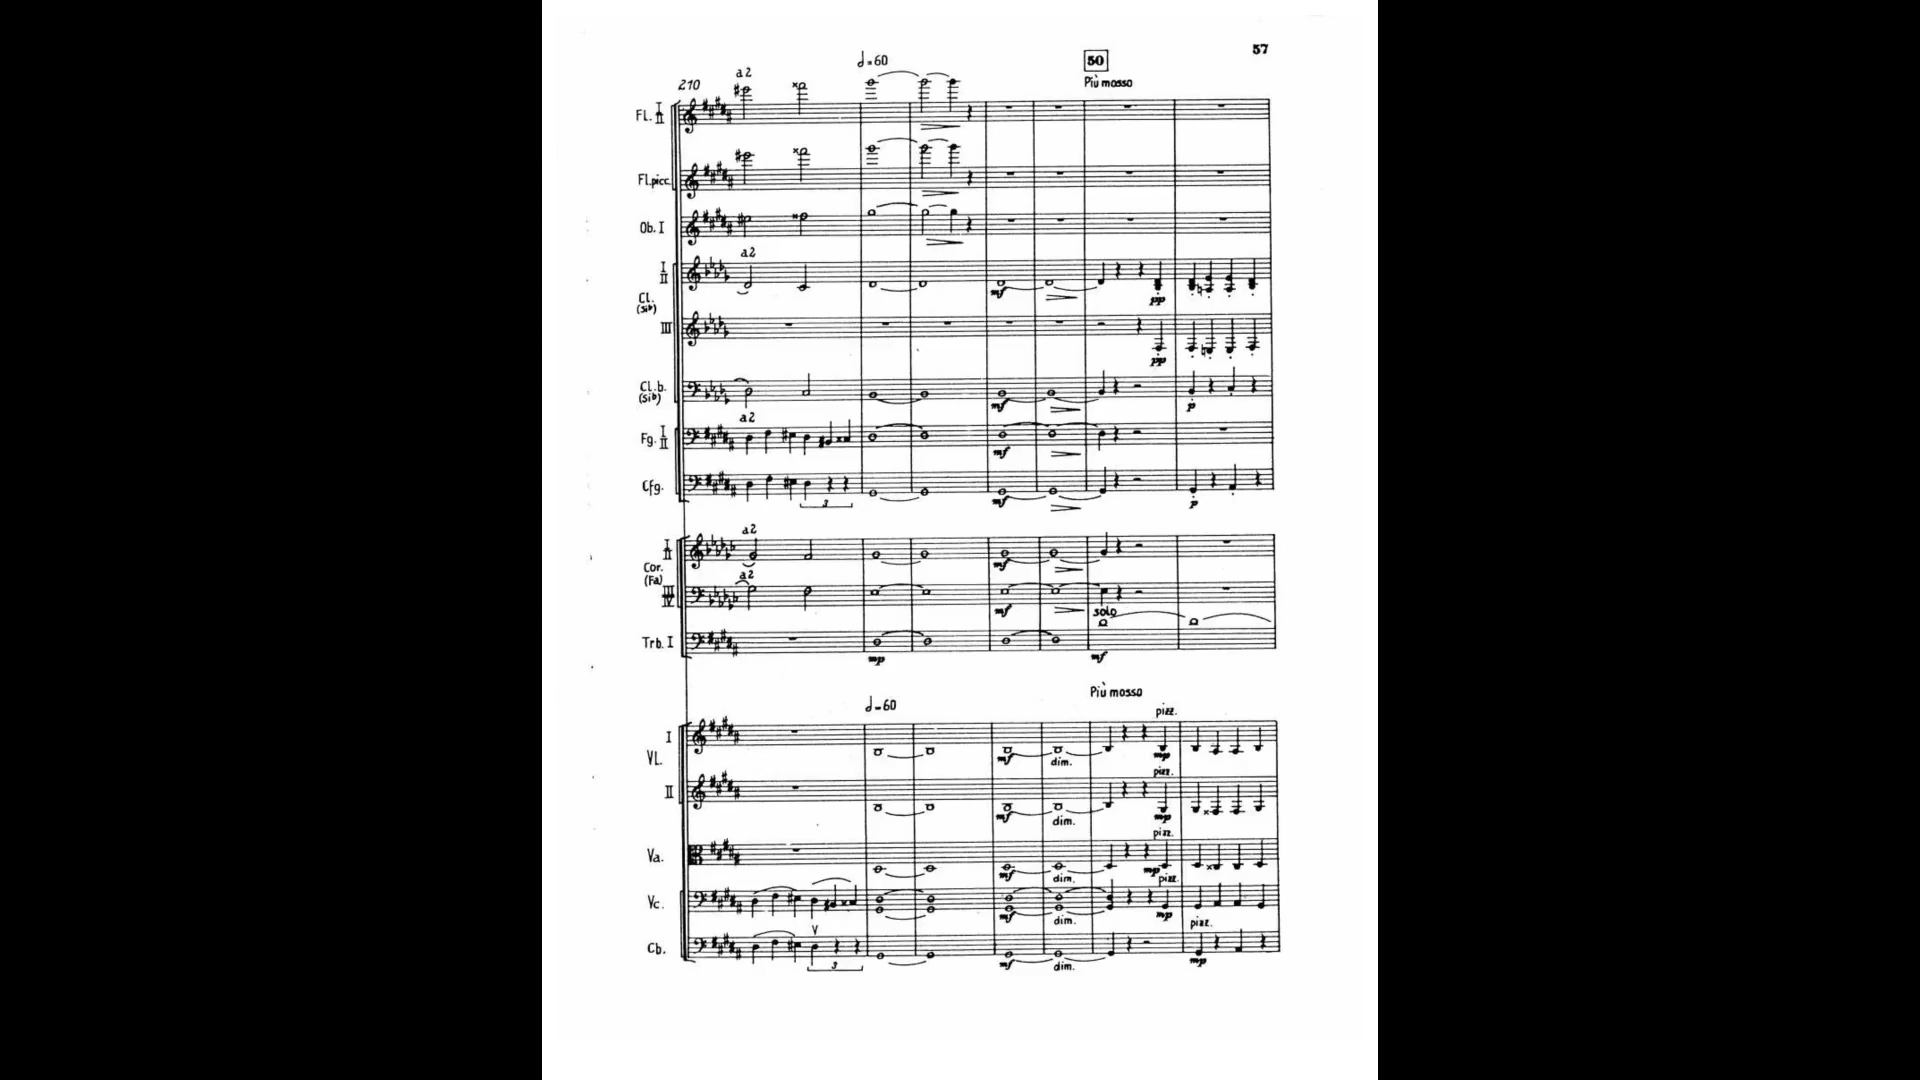 57
𝅗𝅥=60
50
Più mosso
210
a2
Fl. I II
Fl.picc.
Ob. I
a2
I II
Cl. (sib)
mf
pp
III
pp
Cl.b. (sib)
mf
p
a2
Fg. I II
mf
Cfg.
3
mf
p
a2
I II
mf
Cor. (Fa)
a2
III IV
mf
solo
Trb. I
mp
mf
Più mosso
𝅗𝅥=60
pizz.
I
mf
dim.
mp
Vl.
pizz.
II
mf
dim.
mp
pizz.
Va.
mf
dim.
mp
pizz.
Vc.
mf
dim.
mp
pizz.
Cb.
3
mf
dim.
mp